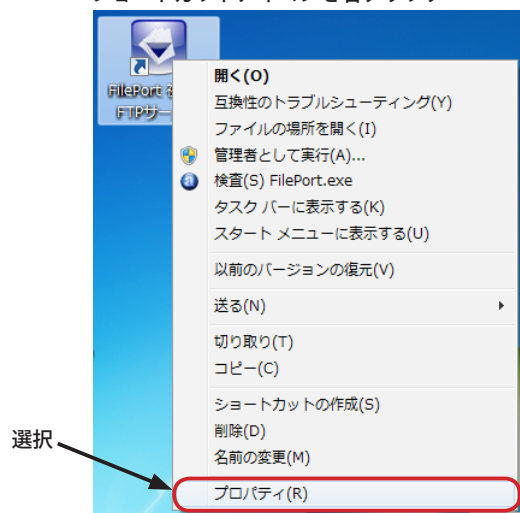 FilePort
FTPサー
開く(O)
互換性のトラブルシューティング(Y)
ファイルの場所を開く(I)
管理者として実行(A)...
検査(S) FilePort.exe
タスク バーに表示する(K)
スタート メニューに表示する(U)
以前のバージョンの復元(V)
送る(N)
切り取り(T)
コピー(C)
ショートカットの作成(S)
削除(D)
名前の変更(M)
プロパティ(R)
選択